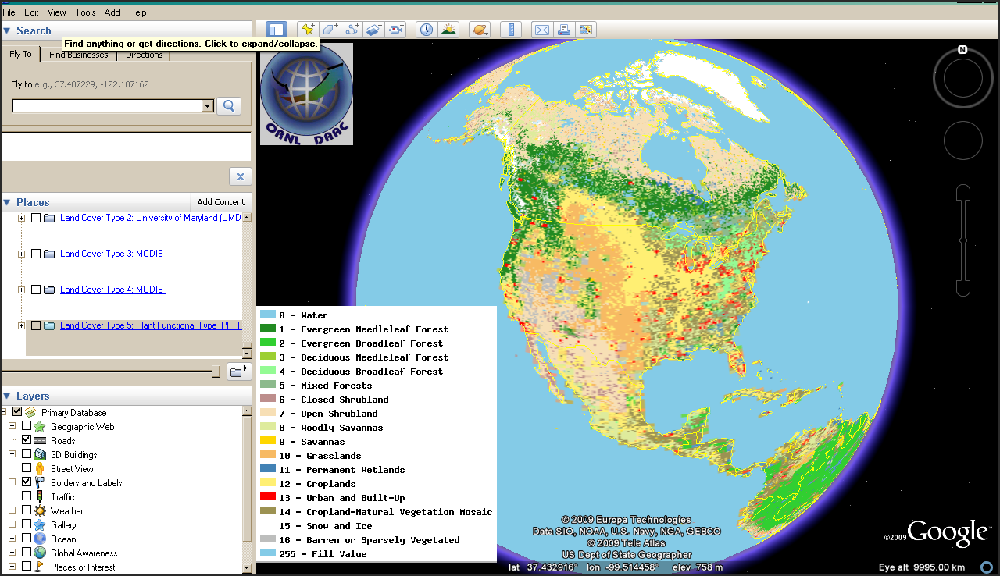 File Edit View Tools Add Help
Search
Find anything or get directions. Click to expand/collapse.
Fly To Find Businesses Directions
Fly to e.g., 37.407229, -122.107162
Places
Add Content
Land Cover Type 2: University of Maryland (UMD
Land Cover Type 3: MODIS-
Land Cover Type 4: MODIS-
Land Cover Type 5: Plant Functional Type (PFT)
Layers
Primary Database
Geographic Web
Roads
3D Buildings
Street View
Borders and Labels
Traffic
Weather
Gallery
Ocean
Global Awareness
Places of Interest
ORNL DAAC
N
0 - Water
1 - Evergreen Needleleaf Forest
2 - Evergreen Broadleaf Forest
3 - Deciduous Needleleaf Forest
4 - Deciduous Broadleaf Forest
5 - Mixed Forests
6 - Closed Shrubland
7 - Open Shrubland
8 - Woodly Savannas
9 - Savannas
10 - Grasslands
11 - Permanent Wetlands
12 - Croplands
13 - Urban and Built-Up
14 - Cropland-Natural Vegetation Mosaic
15 - Snow and Ice
16 - Barren or Sparsely Vegetated
255 - Fill Value
© 2009 Europa Technologies
Data SIO, NOAA, U.S. Navy, NGA, GEBCO
© 2009 Tele Atlas
US Dept of State Geographer
©2009 Google™
lat 37.432916° lon -99.514458° elev 758 m
Eye alt 9995.00 km